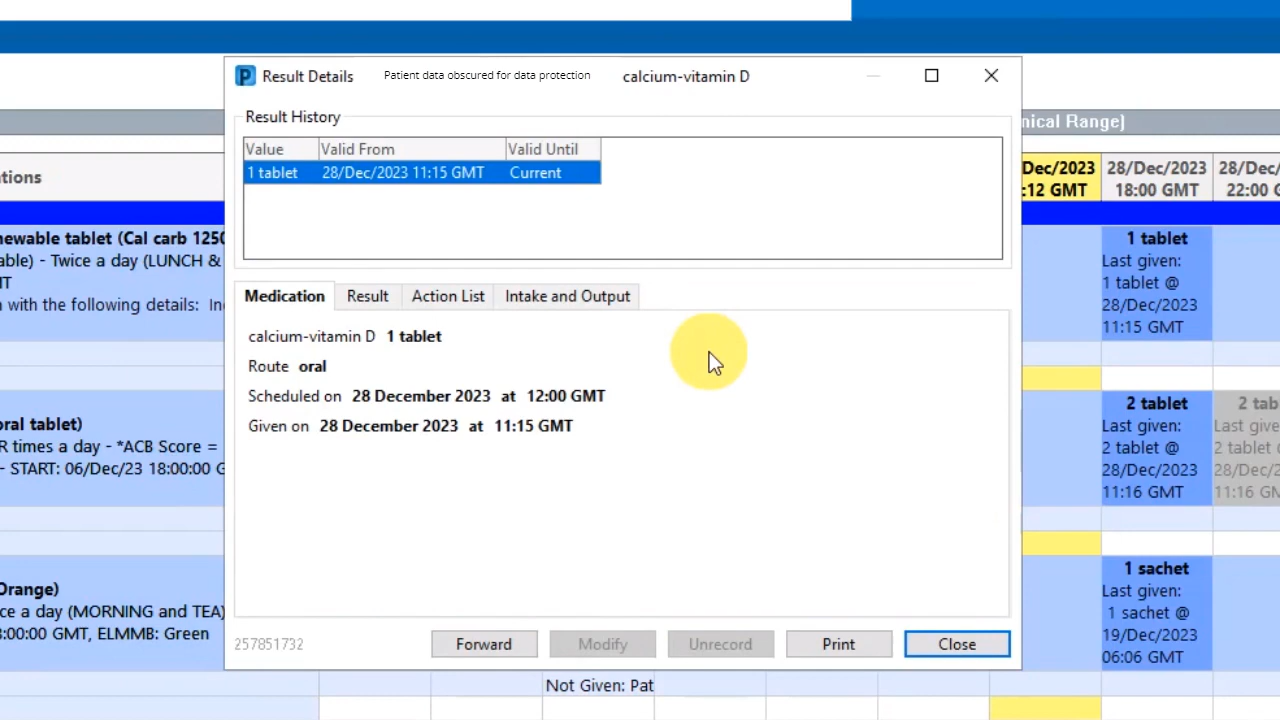 Result Details
Patient data obscured for data protection
calcium-vitamin D
Result History
Value Valid From Valid Until
1 tablet 28/Dec/2023 11:15 GMT Current
Medication Result Action List Intake and Output
calcium-vitamin D 1 tablet
Route oral
Scheduled on 28 December 2023 at 12:00 GMT
Given on 28 December 2023 at 11:15 GMT
257851732
Forward Modify Unrecord Print Close
nical Range)
tions
Dec/2023
:12 GMT
28/Dec/2023
18:00 GMT
28/Dec/
22:00 G
newable tablet (Cal carb 1250
able) - Twice a day (LUNCH &
MT
n with the following details: In
1 tablet
Last given:
1 tablet @
28/Dec/2023
11:15 GMT
oral tablet)
R times a day - *ACB Score =
- START: 06/Dec/23 18:00:00 G
2 tablet
Last given:
2 tablet @
28/Dec/2023
11:16 GMT
2 tab
Last give
2 tablet
28/Dec/2
11:16 GM
Orange)
ice a day (MORNING and TEA)
8:00:00 GMT, ELMMB: Green
1 sachet
Last given:
1 sachet @
19/Dec/2023
06:06 GMT
Not Given: Pat